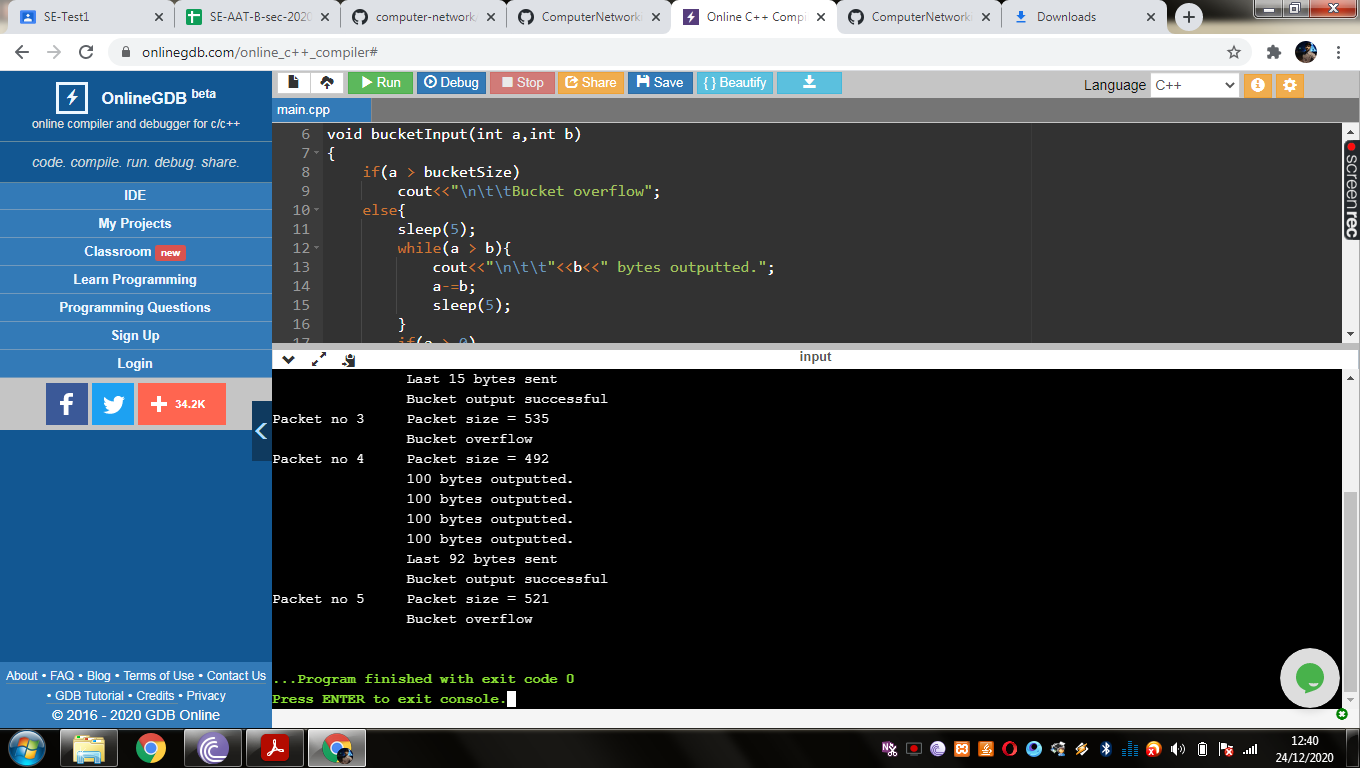 SE-Test1
SE-AAT-B-sec-2020
computer-network
ComputerNetwork
Online C++ Comp
ComputerNetwork
Downloads
onlinegdb.com/online_c++_compiler#
OnlineGDB beta
online compiler and debugger for c/c++
code. compile. run. debug. share.
IDE
My Projects
Classroom new
Learn Programming
Programming Questions
Sign Up
Login
34.2K
About • FAQ • Blog • Terms of Use • Contact Us
• GDB Tutorial • Credits • Privacy
© 2016 - 2020 GDB Online
Run Debug Stop Share Save { } Beautify
Language C++
main.cpp
6 void bucketInput(int a,int b)
7 {
8 if(a > bucketSize)
9 cout<<"\n\t\tBucket overflow";
10 else{
11 sleep(5);
12 while(a > b){
13 cout<<"\n\t\t"<<b<<" bytes outputted.";
14 a-=b;
15 sleep(5);
16 }
17 if(a > 0)
screenrec
input
Last 15 bytes sent
Bucket output successful
Packet no 3 Packet size = 535
Bucket overflow
Packet no 4 Packet size = 492
100 bytes outputted.
100 bytes outputted.
100 bytes outputted.
100 bytes outputted.
Last 92 bytes sent
Bucket output successful
Packet no 5 Packet size = 521
Bucket overflow
...Program finished with exit code 0
Press ENTER to exit console.
12:40
24/12/2020